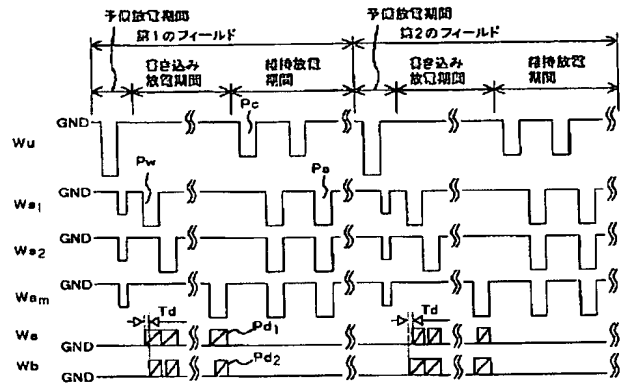 予備放電期間 予備放電期間
第1のフィールド 第2のフィールド
書き込み放電期間 維持放電期間 書き込み放電期間 維持放電期間
Pc
Wu GND
Pw Pa
Ws1 GND
Ws2 GND
Wsm GND
Td Td
Wa GND Pd1
Wb GND Pd2